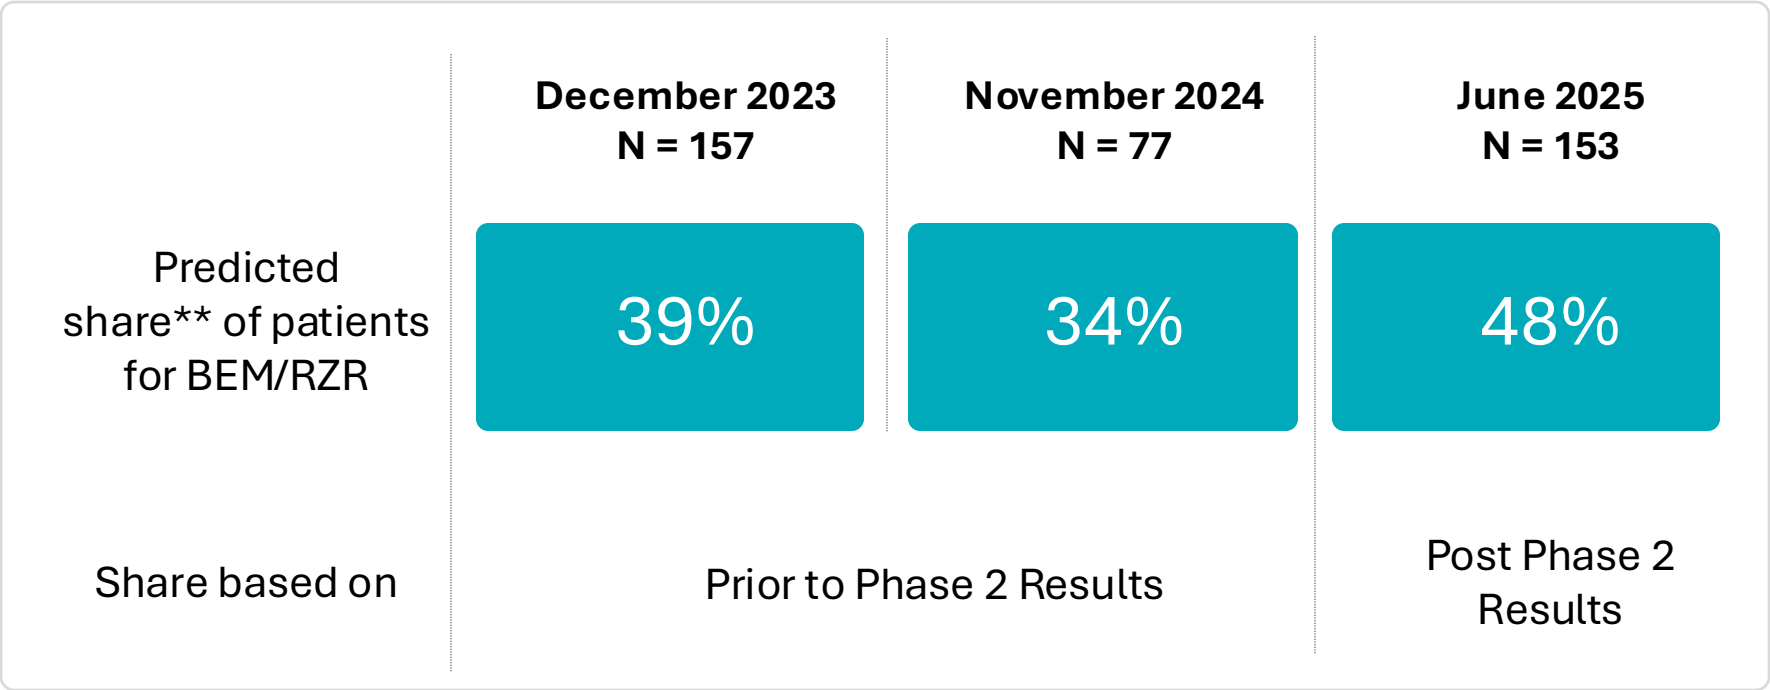 December 2023
N = 157
November 2024
N = 77
June 2025
N = 153
Predicted
share** of patients
for BEM/RZR
39%
34%
48%
Share based on
Prior to Phase 2 Results
Post Phase 2
Results